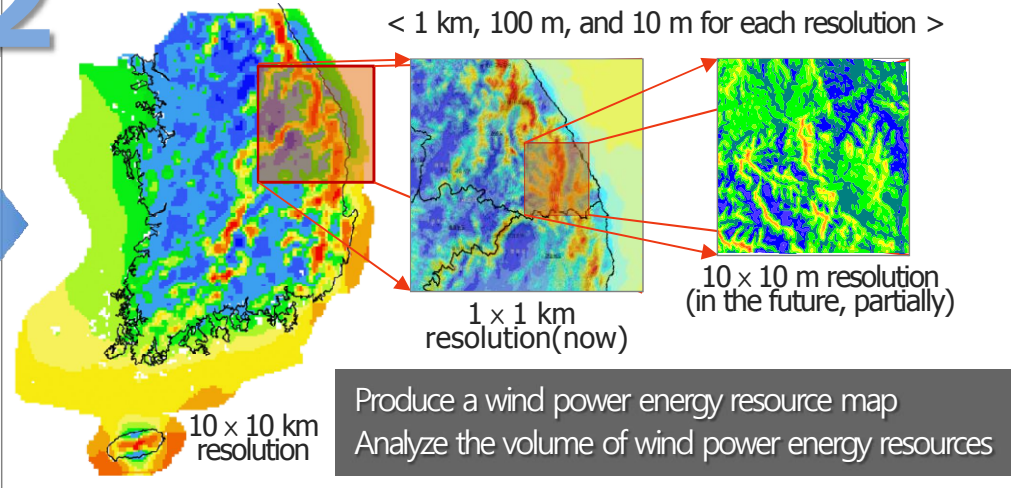 2
< 1 km, 100 m, and 10 m for each resolution >
10 x 10 m resolution
(in the future, partially)
1 x 1 km
resolution(now)
10 x 10 km
resolution
Produce a wind power energy resource map
Analyze the volume of wind power energy resources